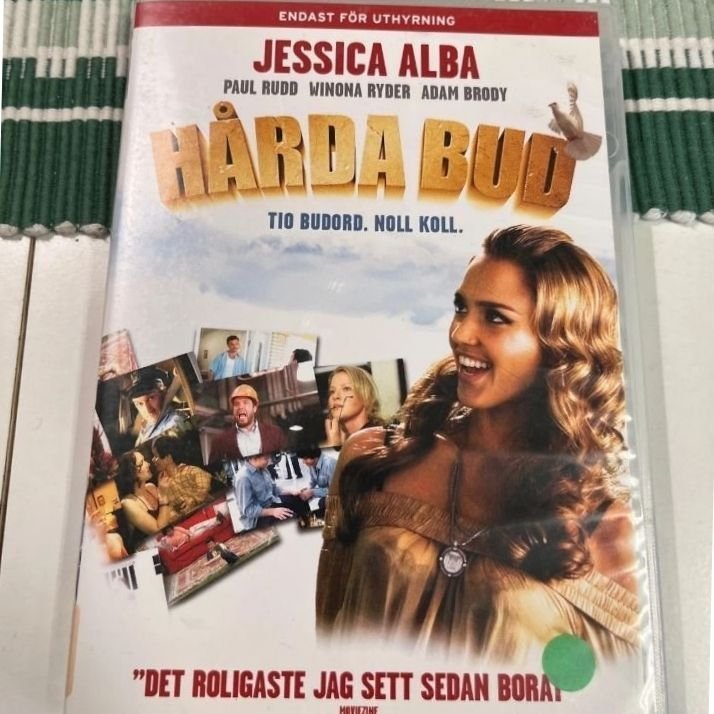 ENDAST FÖR UTHYRNING
JESSICA ALBA
PAUL RUDD WINONA RYDER ADAM BRODY
HÅRDA BUD
TIO BUDORD. NOLL KOLL.
"DET ROLIGASTE JAG SETT SEDAN BORAT
MOVIEZINE